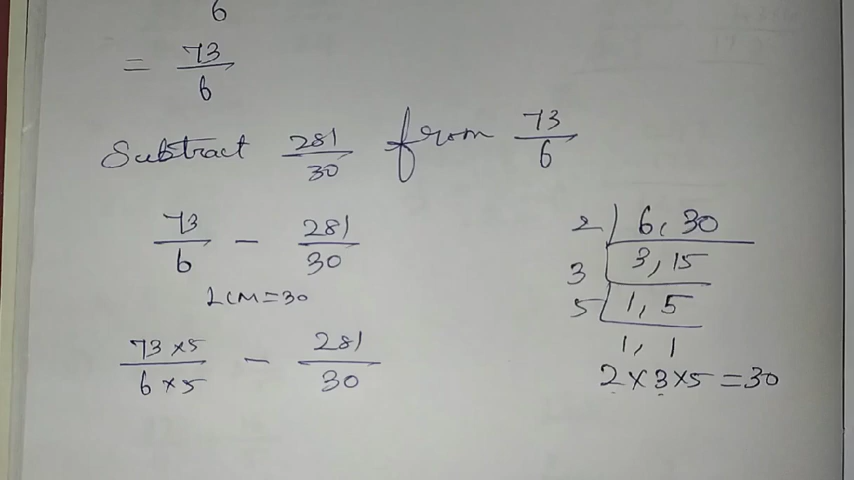 6
= 73/6
Subtract 281/30 from 73/6
73/6 - 281/30
LCM=30
73×5/6×5 - 281/30
2 | 6, 30
3 | 3, 15
5 | 1, 5
1, 1
2×3×5=30